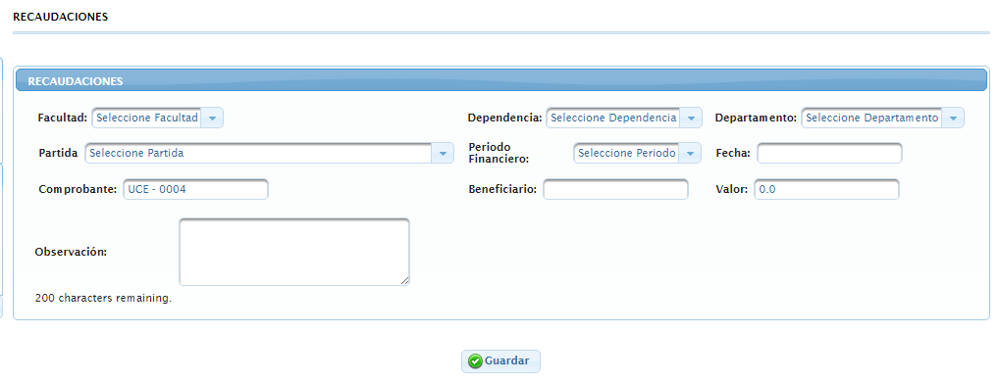 RECAUDACIONES
RECAUDACIONES
Facultad: Seleccione Facultad Dependencia: Seleccione Dependencia Departamento: Seleccione Departamento
Partida Seleccione Partida Periodo Financiero: Seleccione Periodo Fecha:
Comprobante: UCE - 0004 Beneficiario: Valor: 0.0
Observación:
200 characters remaining.
Guardar